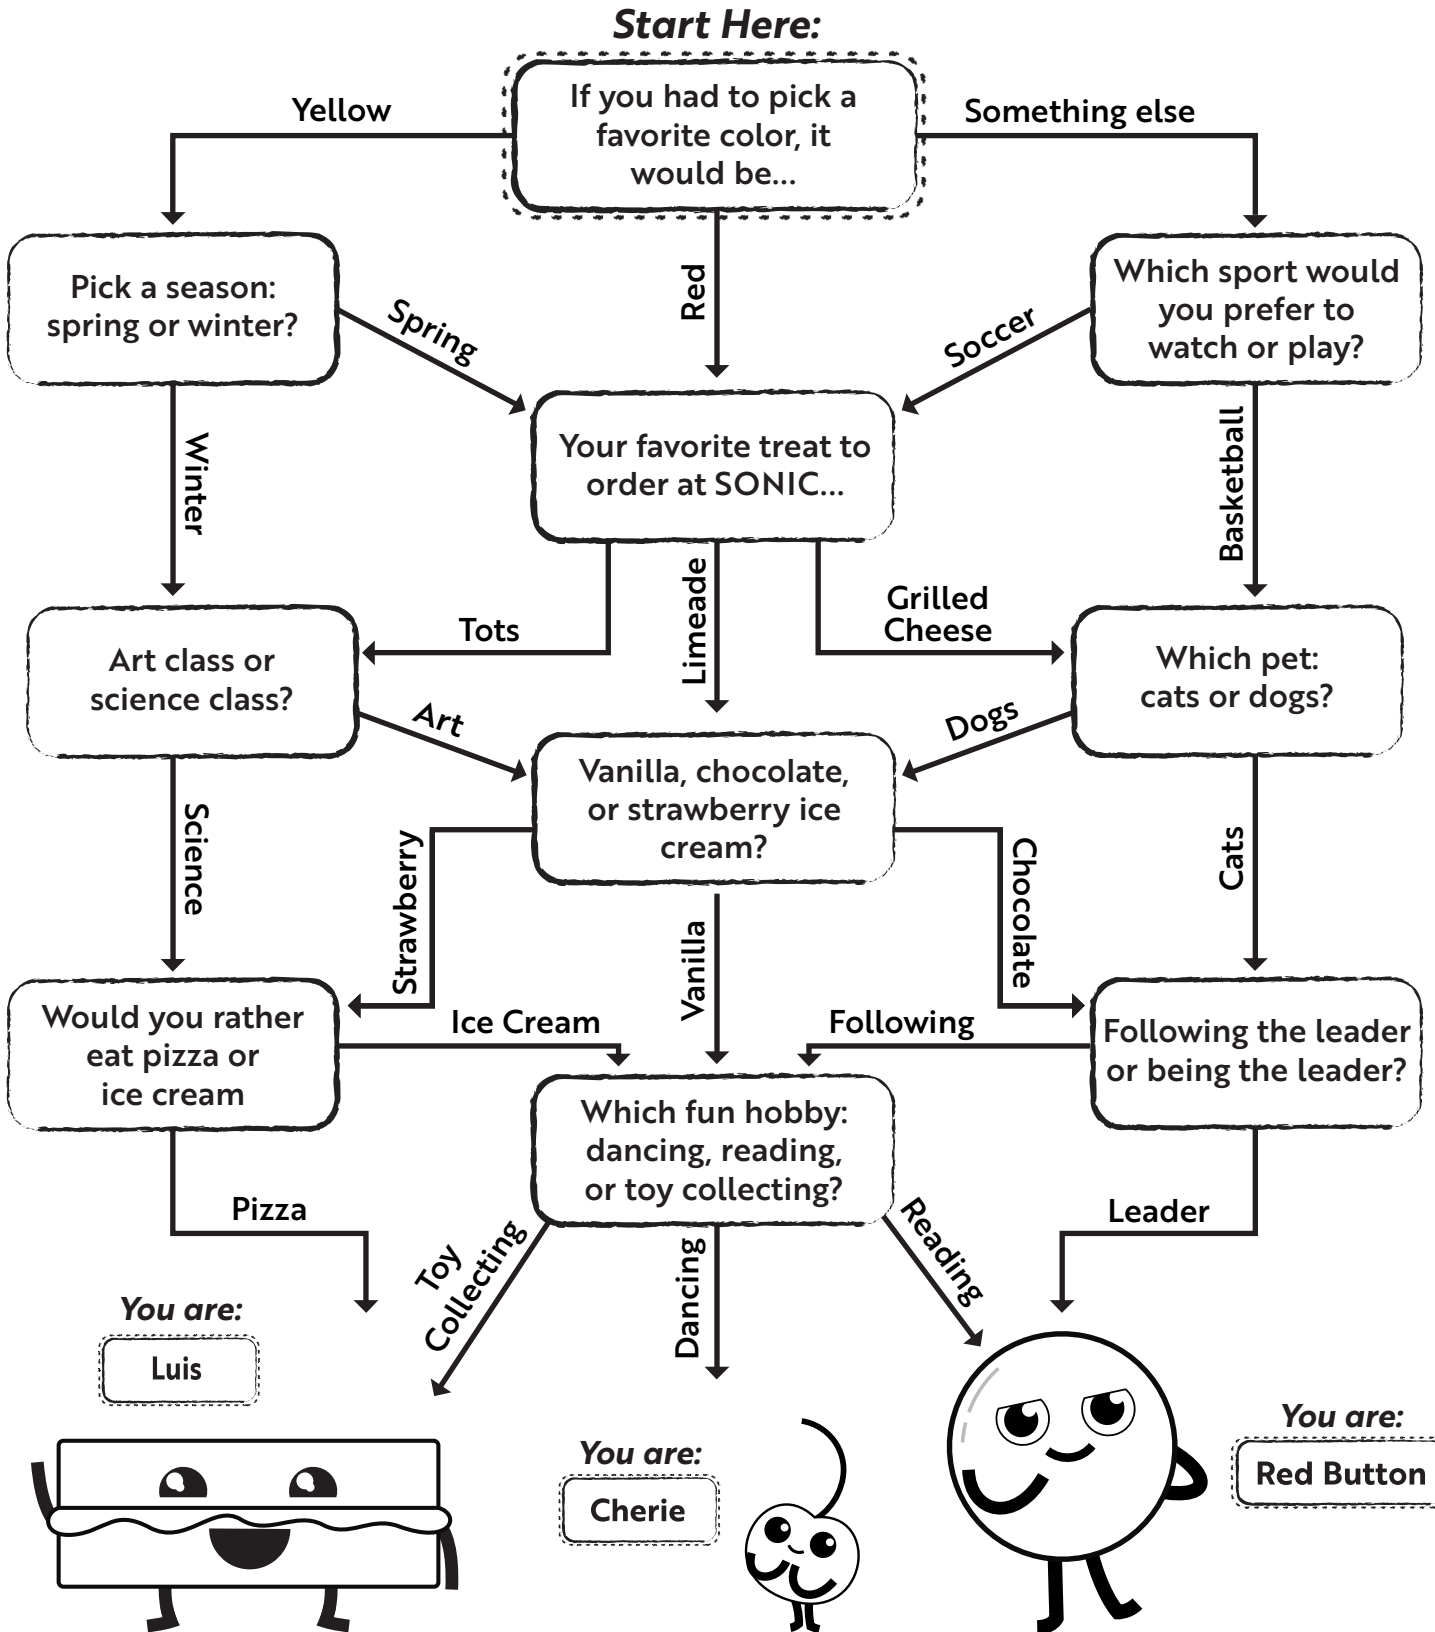 Start Here:
If you had to pick a
favorite color, it
would be...
Yellow
Something else
Red
Pick a season:
spring or winter?
Which sport would
you prefer to
watch or play?
Spring
Soccer
Your favorite treat to
order at SONIC...
Winter
Basketball
Tots
Limeade
Grilled
Cheese
Art class or
science class?
Which pet:
cats or dogs?
Art
Dogs
Vanilla, chocolate,
or strawberry ice
cream?
Science
Strawberry
Vanilla
Chocolate
Cats
Would you rather
eat pizza or
ice cream
Ice Cream
Following
Following the leader
or being the leader?
Which fun hobby:
dancing, reading,
or toy collecting?
Pizza
Toy
Collecting
Dancing
Reading
Leader
You are:
Luis
You are:
Cherie
You are:
Red Button